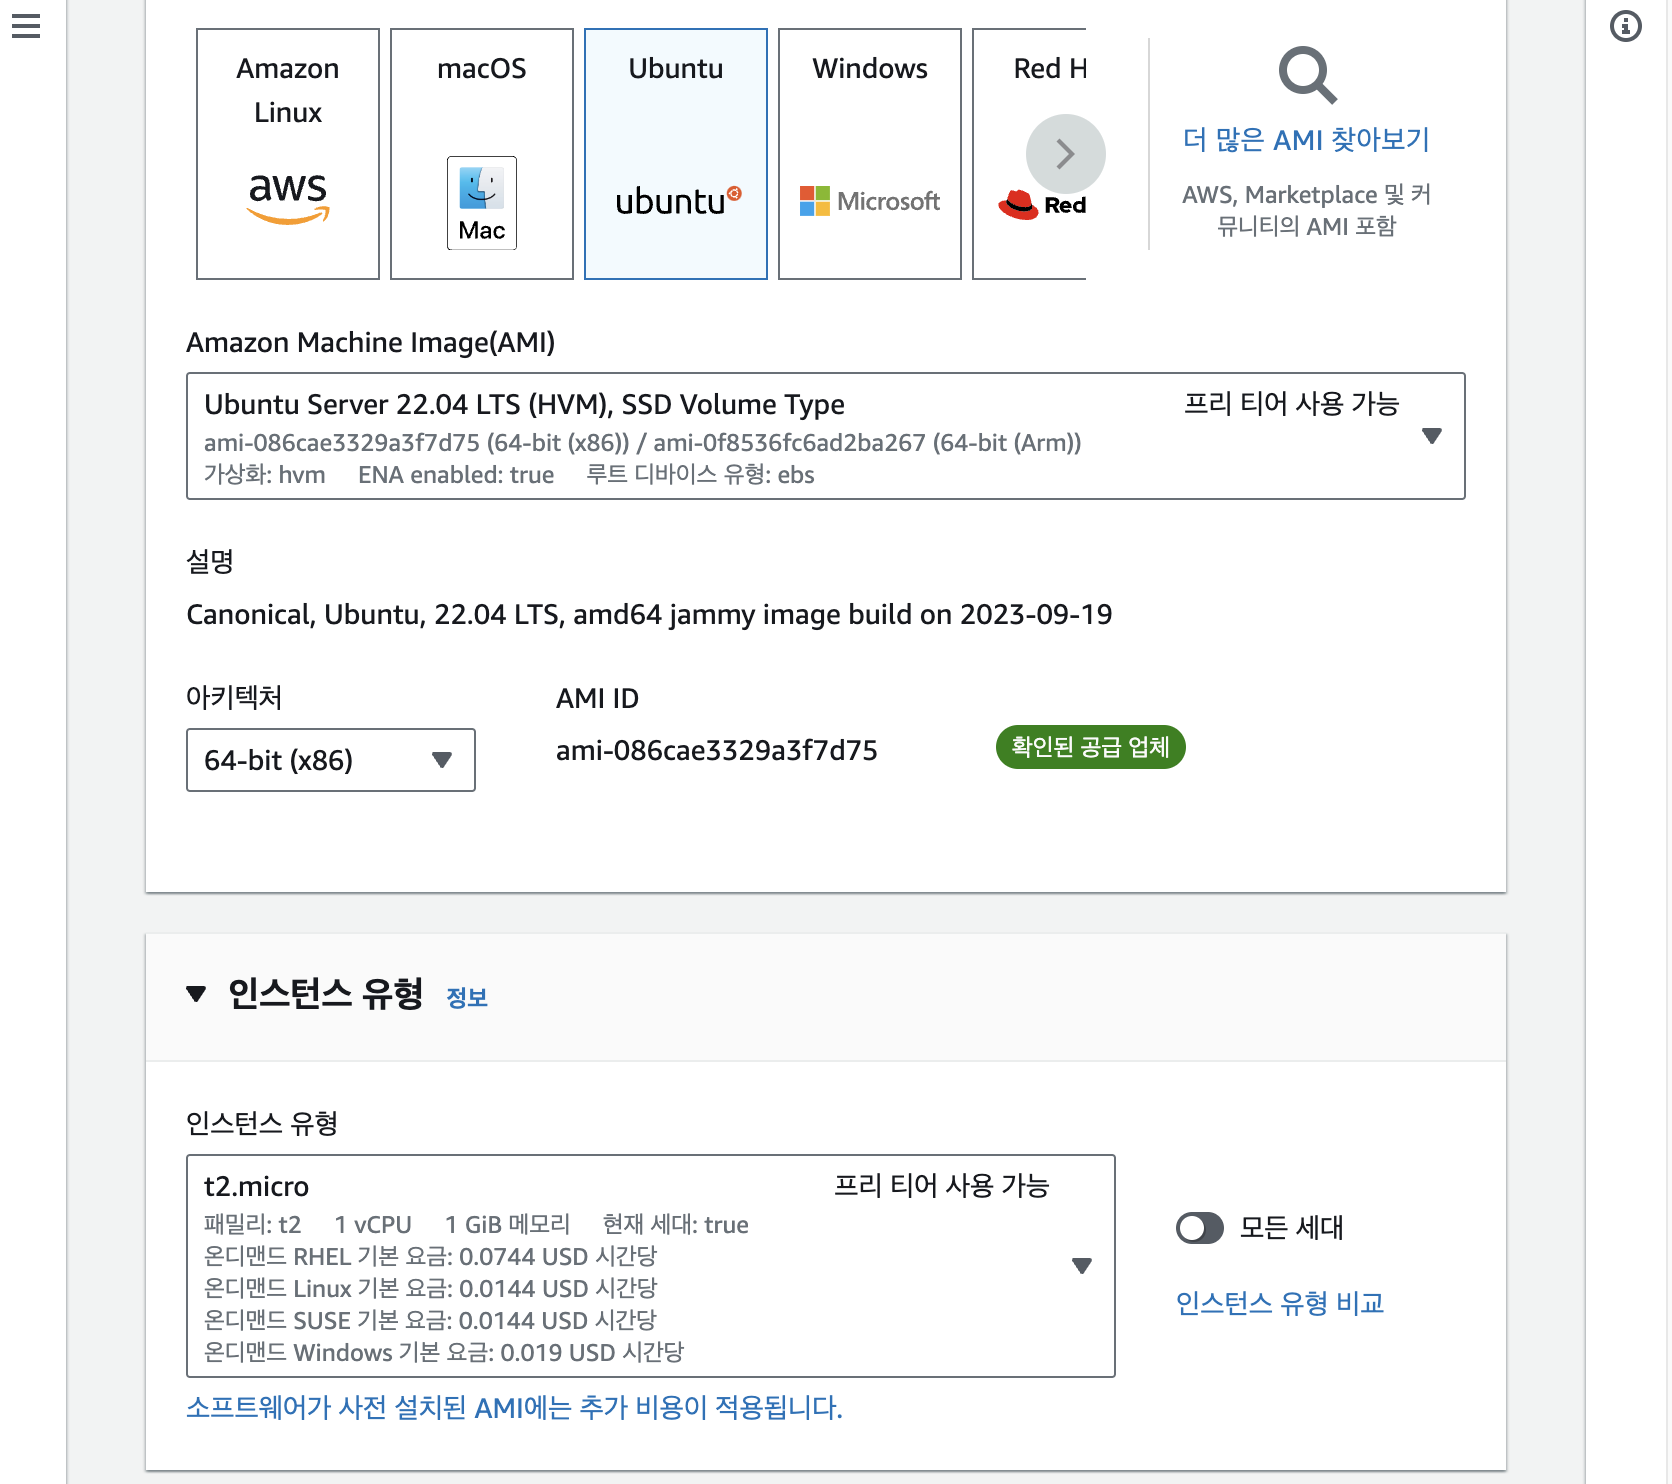 Amazon
Linux
aws
macOS
Mac
Ubuntu
ubuntu
Windows
Microsoft
Red H
Red
더 많은 AMI 찾아보기
AWS, Marketplace 및 커
뮤니티의 AMI 포함
Amazon Machine Image(AMI)
Ubuntu Server 22.04 LTS (HVM), SSD Volume Type
프리 티어 사용 가능
ami-086cae3329a3f7d75 (64-bit (x86)) / ami-0f8536fc6ad2ba267 (64-bit (Arm))
가상화: hvm ENA enabled: true 루트 디바이스 유형: ebs
설명
Canonical, Ubuntu, 22.04 LTS, amd64 jammy image build on 2023-09-19
아키텍처
AMI ID
64-bit (x86)
ami-086cae3329a3f7d75
확인된 공급 업체
인스턴스 유형 정보
인스턴스 유형
t2.micro
프리 티어 사용 가능
패밀리: t2 1 vCPU 1 GiB 메모리 현재 세대: true
온디맨드 RHEL 기본 요금: 0.0744 USD 시간당
온디맨드 Linux 기본 요금: 0.0144 USD 시간당
온디맨드 SUSE 기본 요금: 0.0144 USD 시간당
온디맨드 Windows 기본 요금: 0.019 USD 시간당
모든 세대
인스턴스 유형 비교
소프트웨어가 사전 설치된 AMI에는 추가 비용이 적용됩니다.